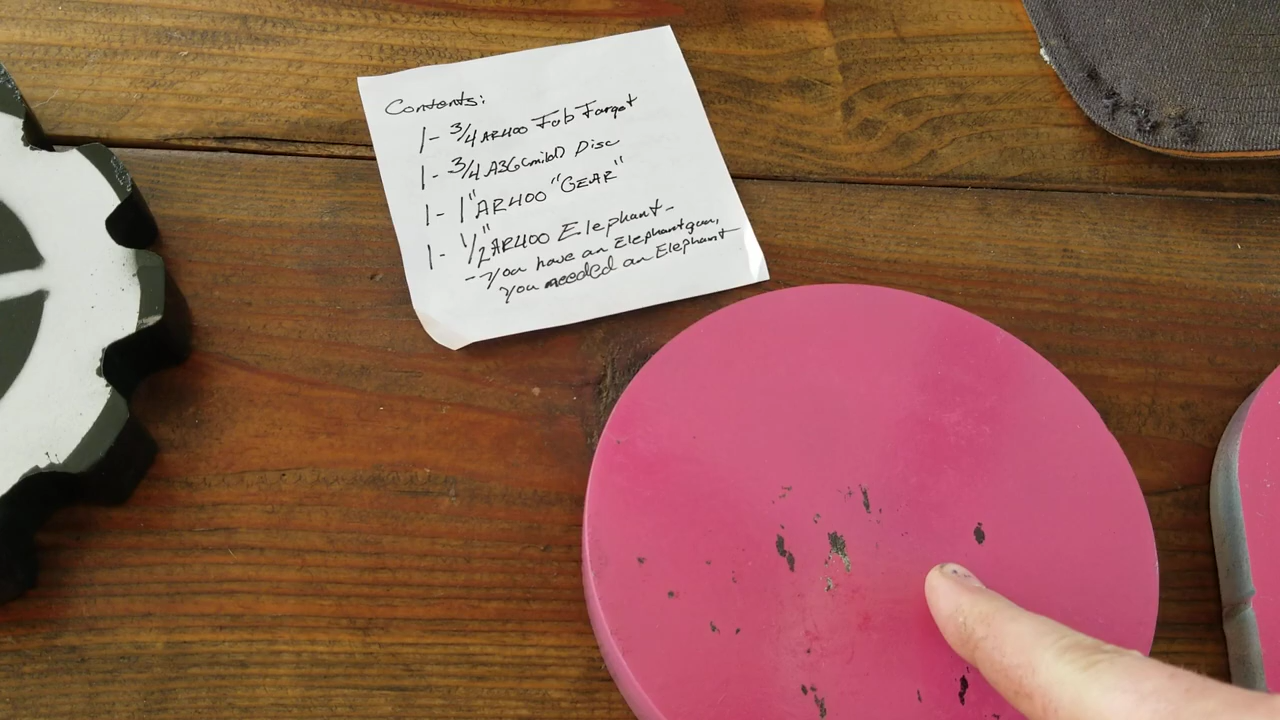 Contents:
1- 3/4 AR400 Fab Target
1- 3/4 A36(mild) Disc
1- 1" AR400 "GEAR"
1- 1/2" AR400 Elephant-
- you have an Elephantgun,
you needed an Elephant